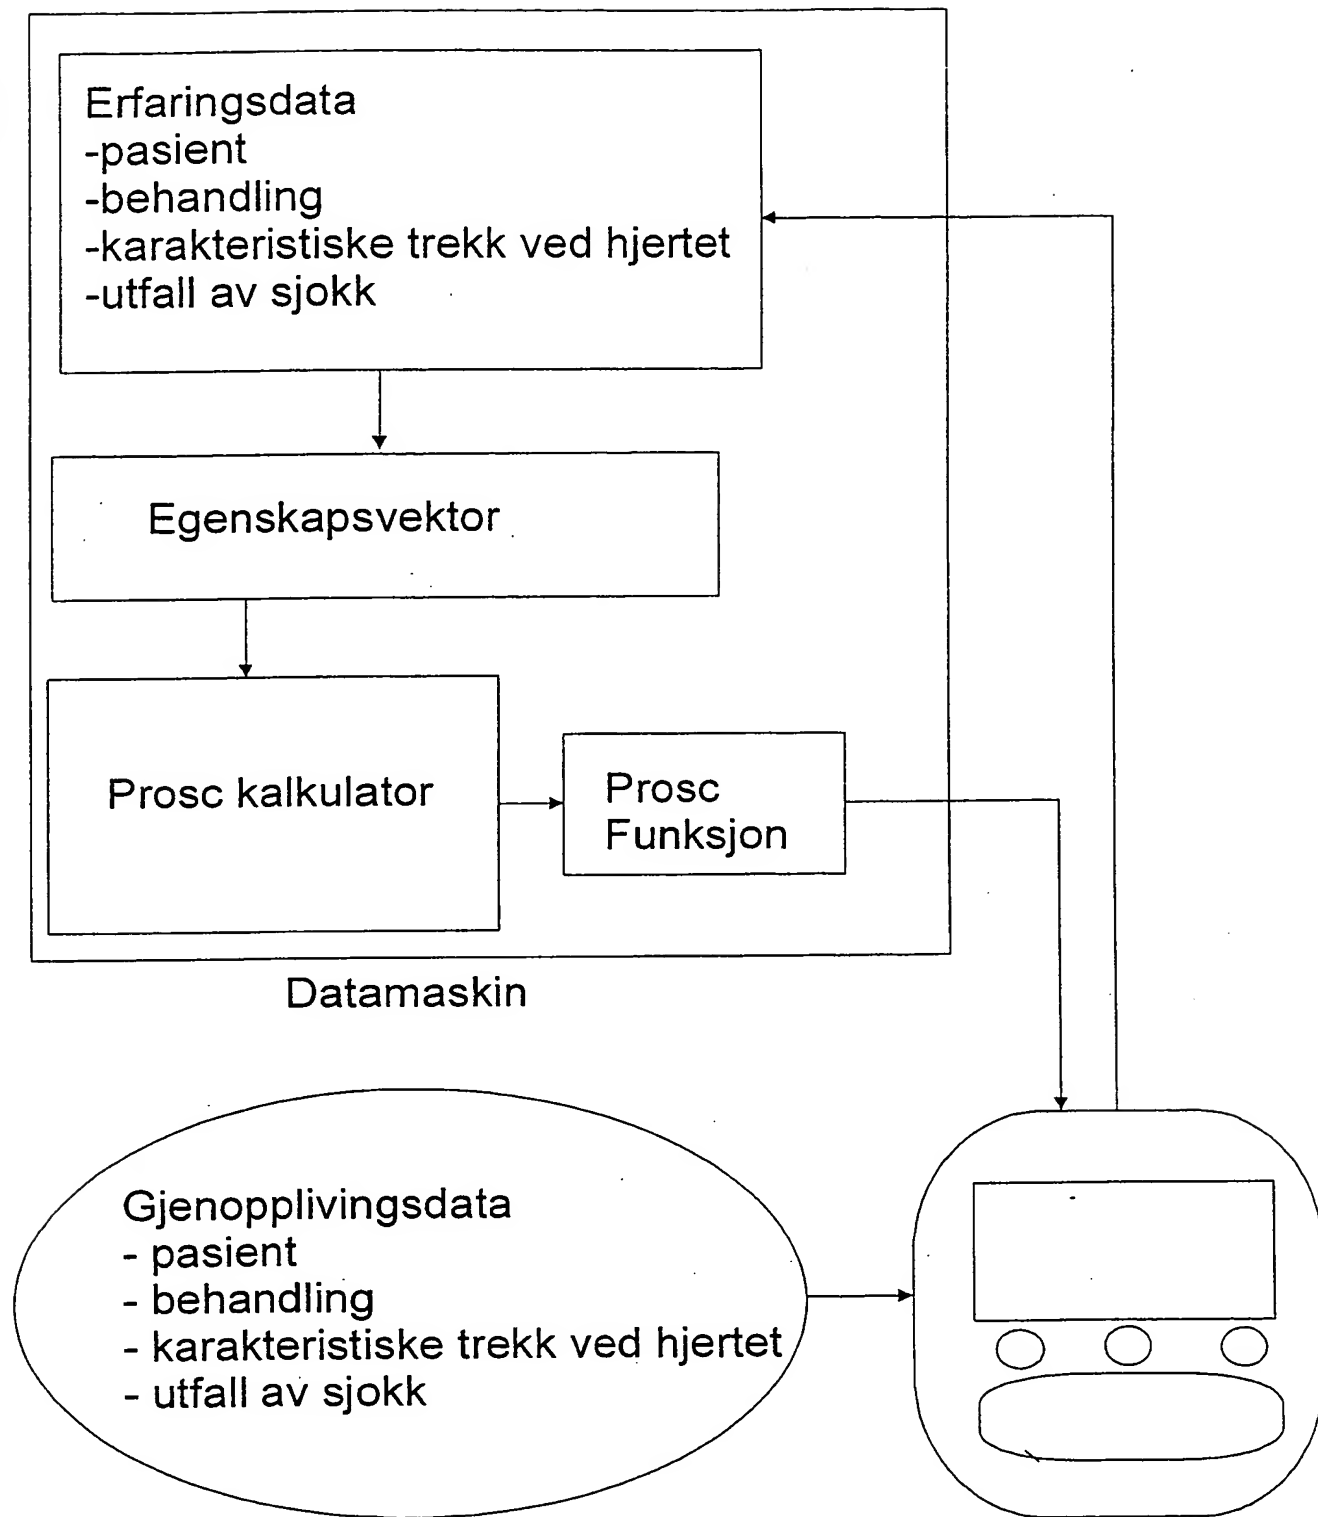 Erfaringsdata
-pasient
-behandling
-karakteristiske trekk ved hjertet
-utfall av sjokk
Egenskapsvektor
Prosc kalkulator
Prosc
Funksjon
Datamaskin
Gjenopplivingsdata
- pasient
- behandling
- karakteristiske trekk ved hjertet
- utfall av sjokk